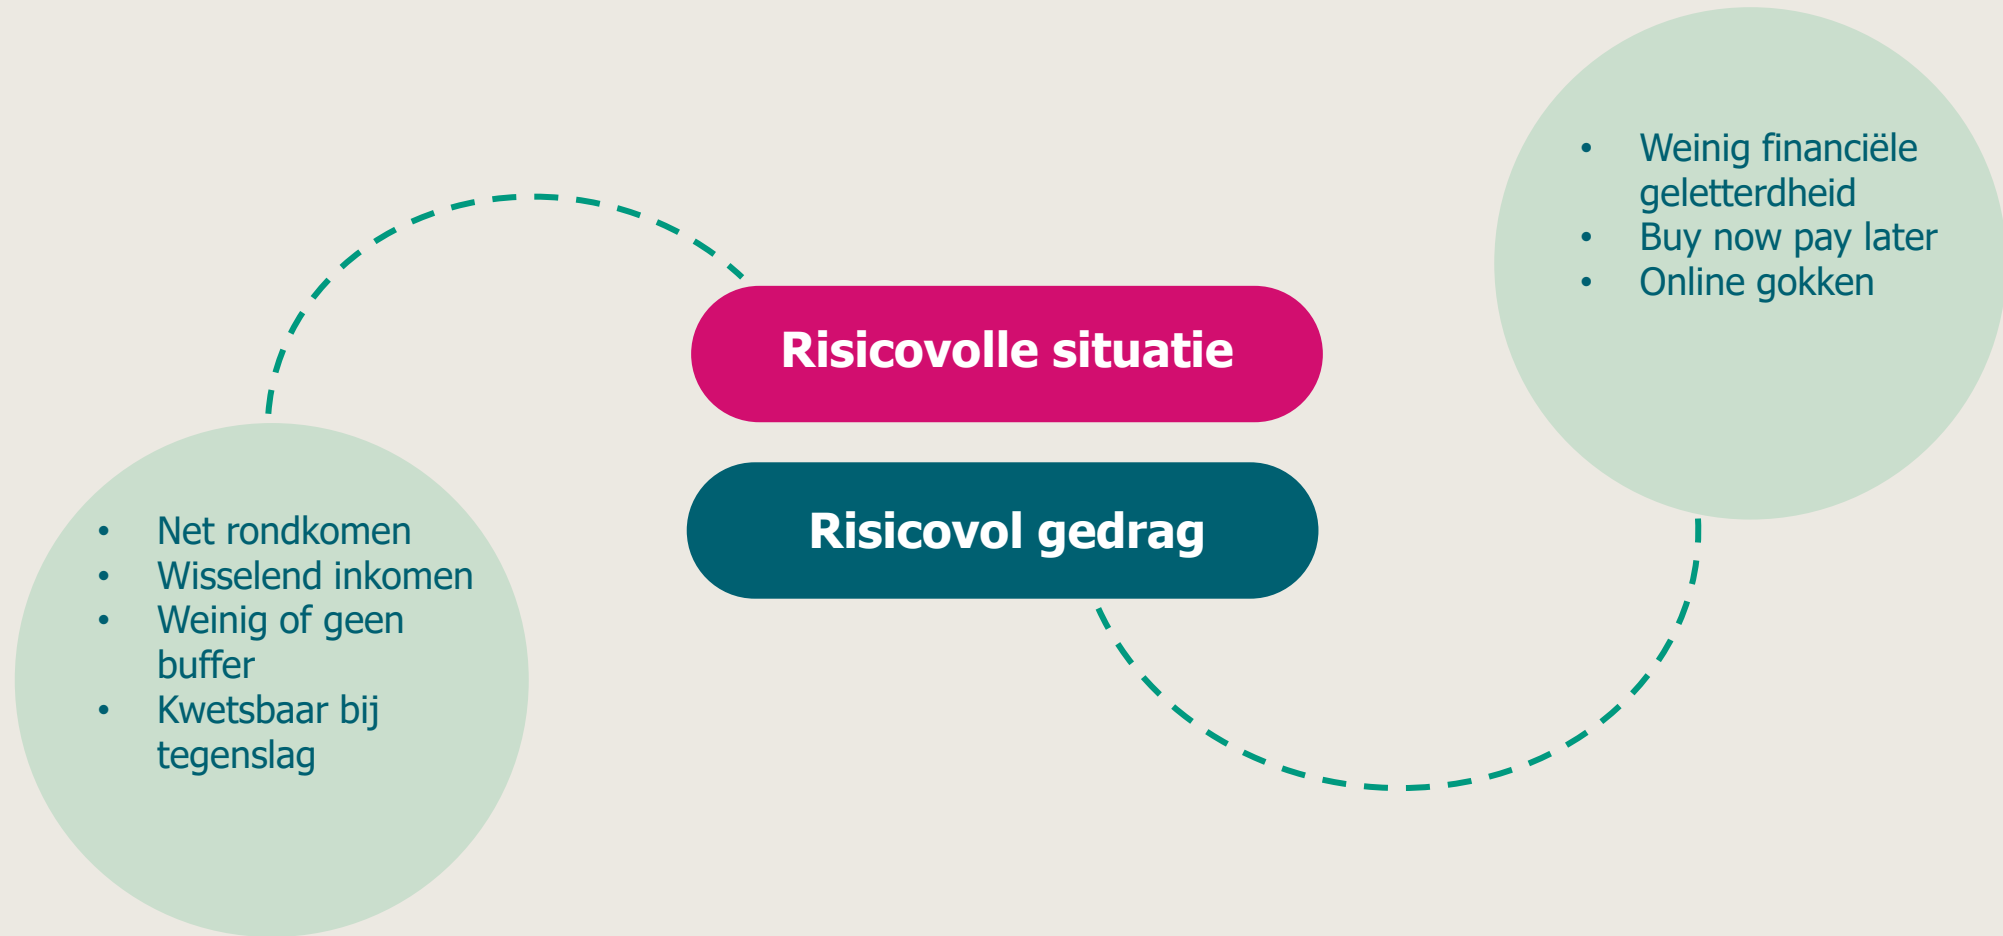 Risicovolle situatie
Risicovol gedrag
• Net rondkomen
• Wisselend inkomen
• Weinig of geen
buffer
• Kwetsbaar bij
tegenslag
• Weinig financiële
geletterdheid
• Buy now pay later
• Online gokken